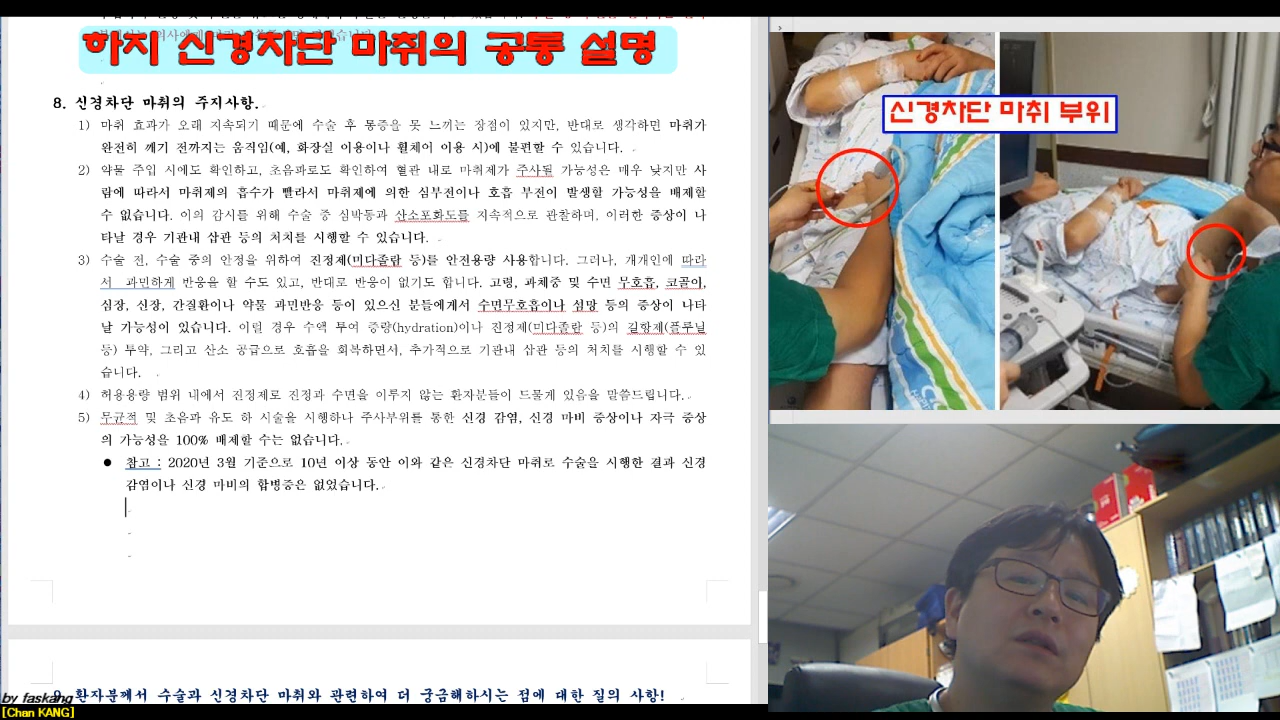 하지 신경차단 마취의 공통 설명
8. 신경차단 마취의 주지사항.
1) 마취 효과가 오래 지속되기 때문에 수술 후 통증을 못 느끼는 장점이 있지만, 반대로 생각하면 마취가
완전히 깨기 전까지는 움직임(예, 화장실 이용이나 휠체어 이용 시)에 불편할 수 있습니다.
2) 약물 주입 시에도 확인하고, 초음파로도 확인하여 혈관 내로 마취제가 주사될 가능성은 매우 낮지만 사
람에 따라서 마취제의 흡수가 빨라서 마취제에 의한 심부전이나 호흡 부전이 발생할 가능성을 배제할
수 없습니다. 이의 감시를 위해 수술 중 심박동과 산소포화도를 지속적으로 관찰하며, 이러한 증상이 나
타날 경우 기관내 삽관 등의 처치를 시행할 수 있습니다.
3) 수술 전, 수술 중의 안정을 위하여 진정제(미다졸람 등)를 안전용량 사용합니다. 그러나, 개개인에 따라
서 과민하게 반응을 할 수도 있고, 반대로 반응이 없기도 합니다. 고령, 과체중 및 수면 무호흡, 코골이,
심장, 신장, 간질환이나 약물 과민반응 등이 있으신 분들에게서 수면무호흡이나 섬망 등의 증상이 나타
날 가능성이 있습니다. 이럴 경우 수액 투여 증량(hydration)이나 진정제(미다졸람 등)의 길항제(플루닐
등) 투약, 그리고 산소 공급으로 호흡을 회복하면서, 추가적으로 기관내 삽관 등의 처치를 시행할 수 있
습니다.
4) 허용용량 범위 내에서 진정제로 진정과 수면을 이루지 않는 환자분들이 드물게 있음을 말씀드립니다.
5) 무균적 및 초음파 유도 하 시술을 시행하나 주사부위를 통한 신경 감염, 신경 마비 증상이나 자극 증상
의 가능성을 100% 배제할 수는 없습니다.
● 참고 : 2020년 3월 기준으로 10년 이상 동안 이와 같은 신경차단 마취로 수술을 시행한 결과 신경
감염이나 신경 마비의 합병증은 없었습니다.
9. 환자분께서 수술과 신경차단 마취와 관련하여 더 궁금해하시는 점에 대한 질의 사항!
by faskang
[Chan KANG]
신경차단 마취 부위